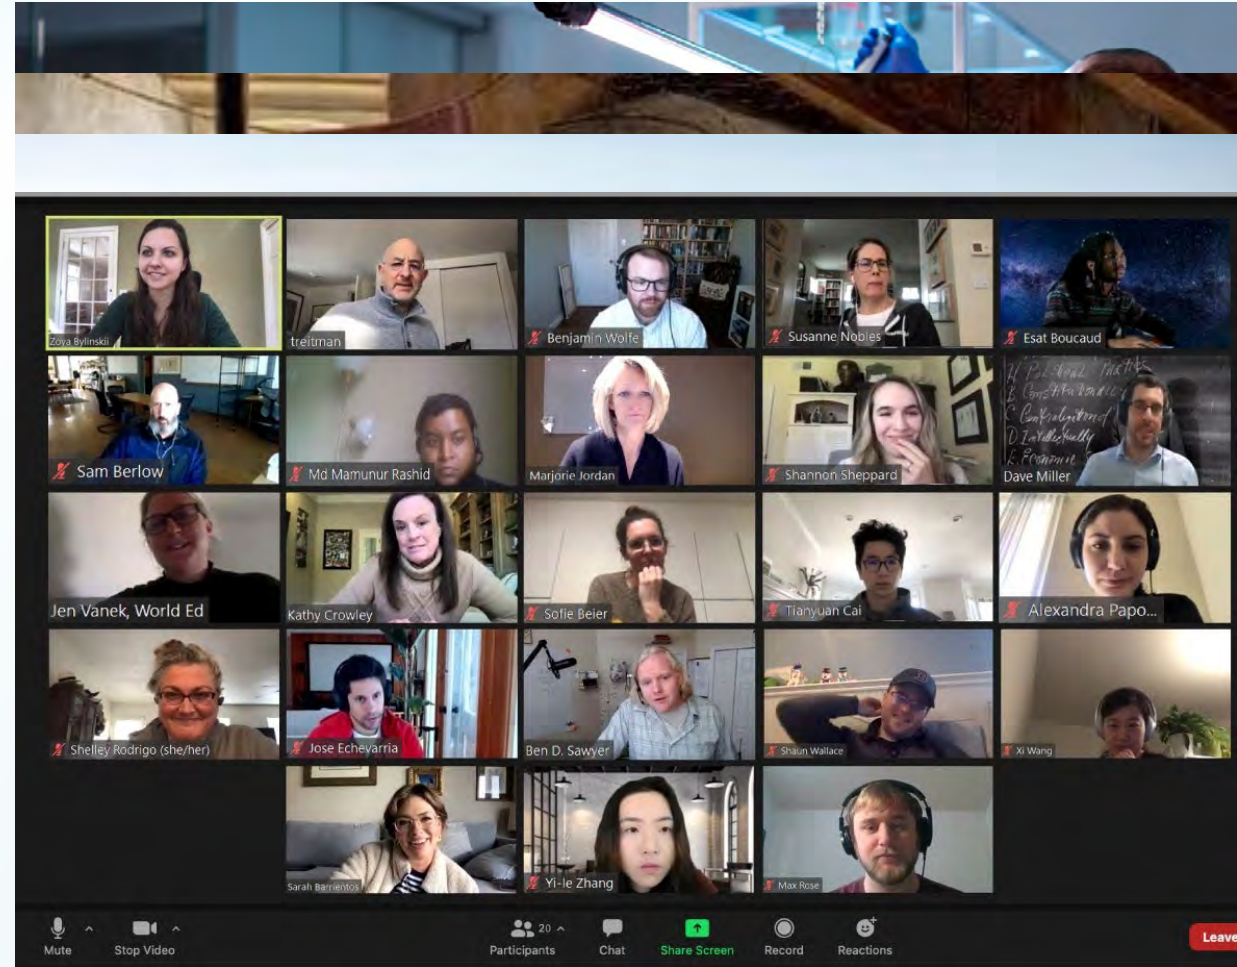 Zoya Bylinskii
treitman
Benjamin Wolfe
Susanne Nobles
Esat Boucaud
Sam Berlow
Md Mamunur Rashid
Marjorie Jordan
Shannon Sheppard
Dave Miller
Jen Vanek, World Ed
Kathy Crowley
Sofie Beier
Tianyuan Cai
Alexandra Papo...
Shelley Rodrigo (she/her)
Jose Echevarria
Ben D. Sawyer
Shaun Wallace
Xi Wang
Sarah Barrientos
Yi-le Zhang
Max Rose
Mute
Stop Video
20
Participants
Chat
Share Screen
Record
Reactions
Leave